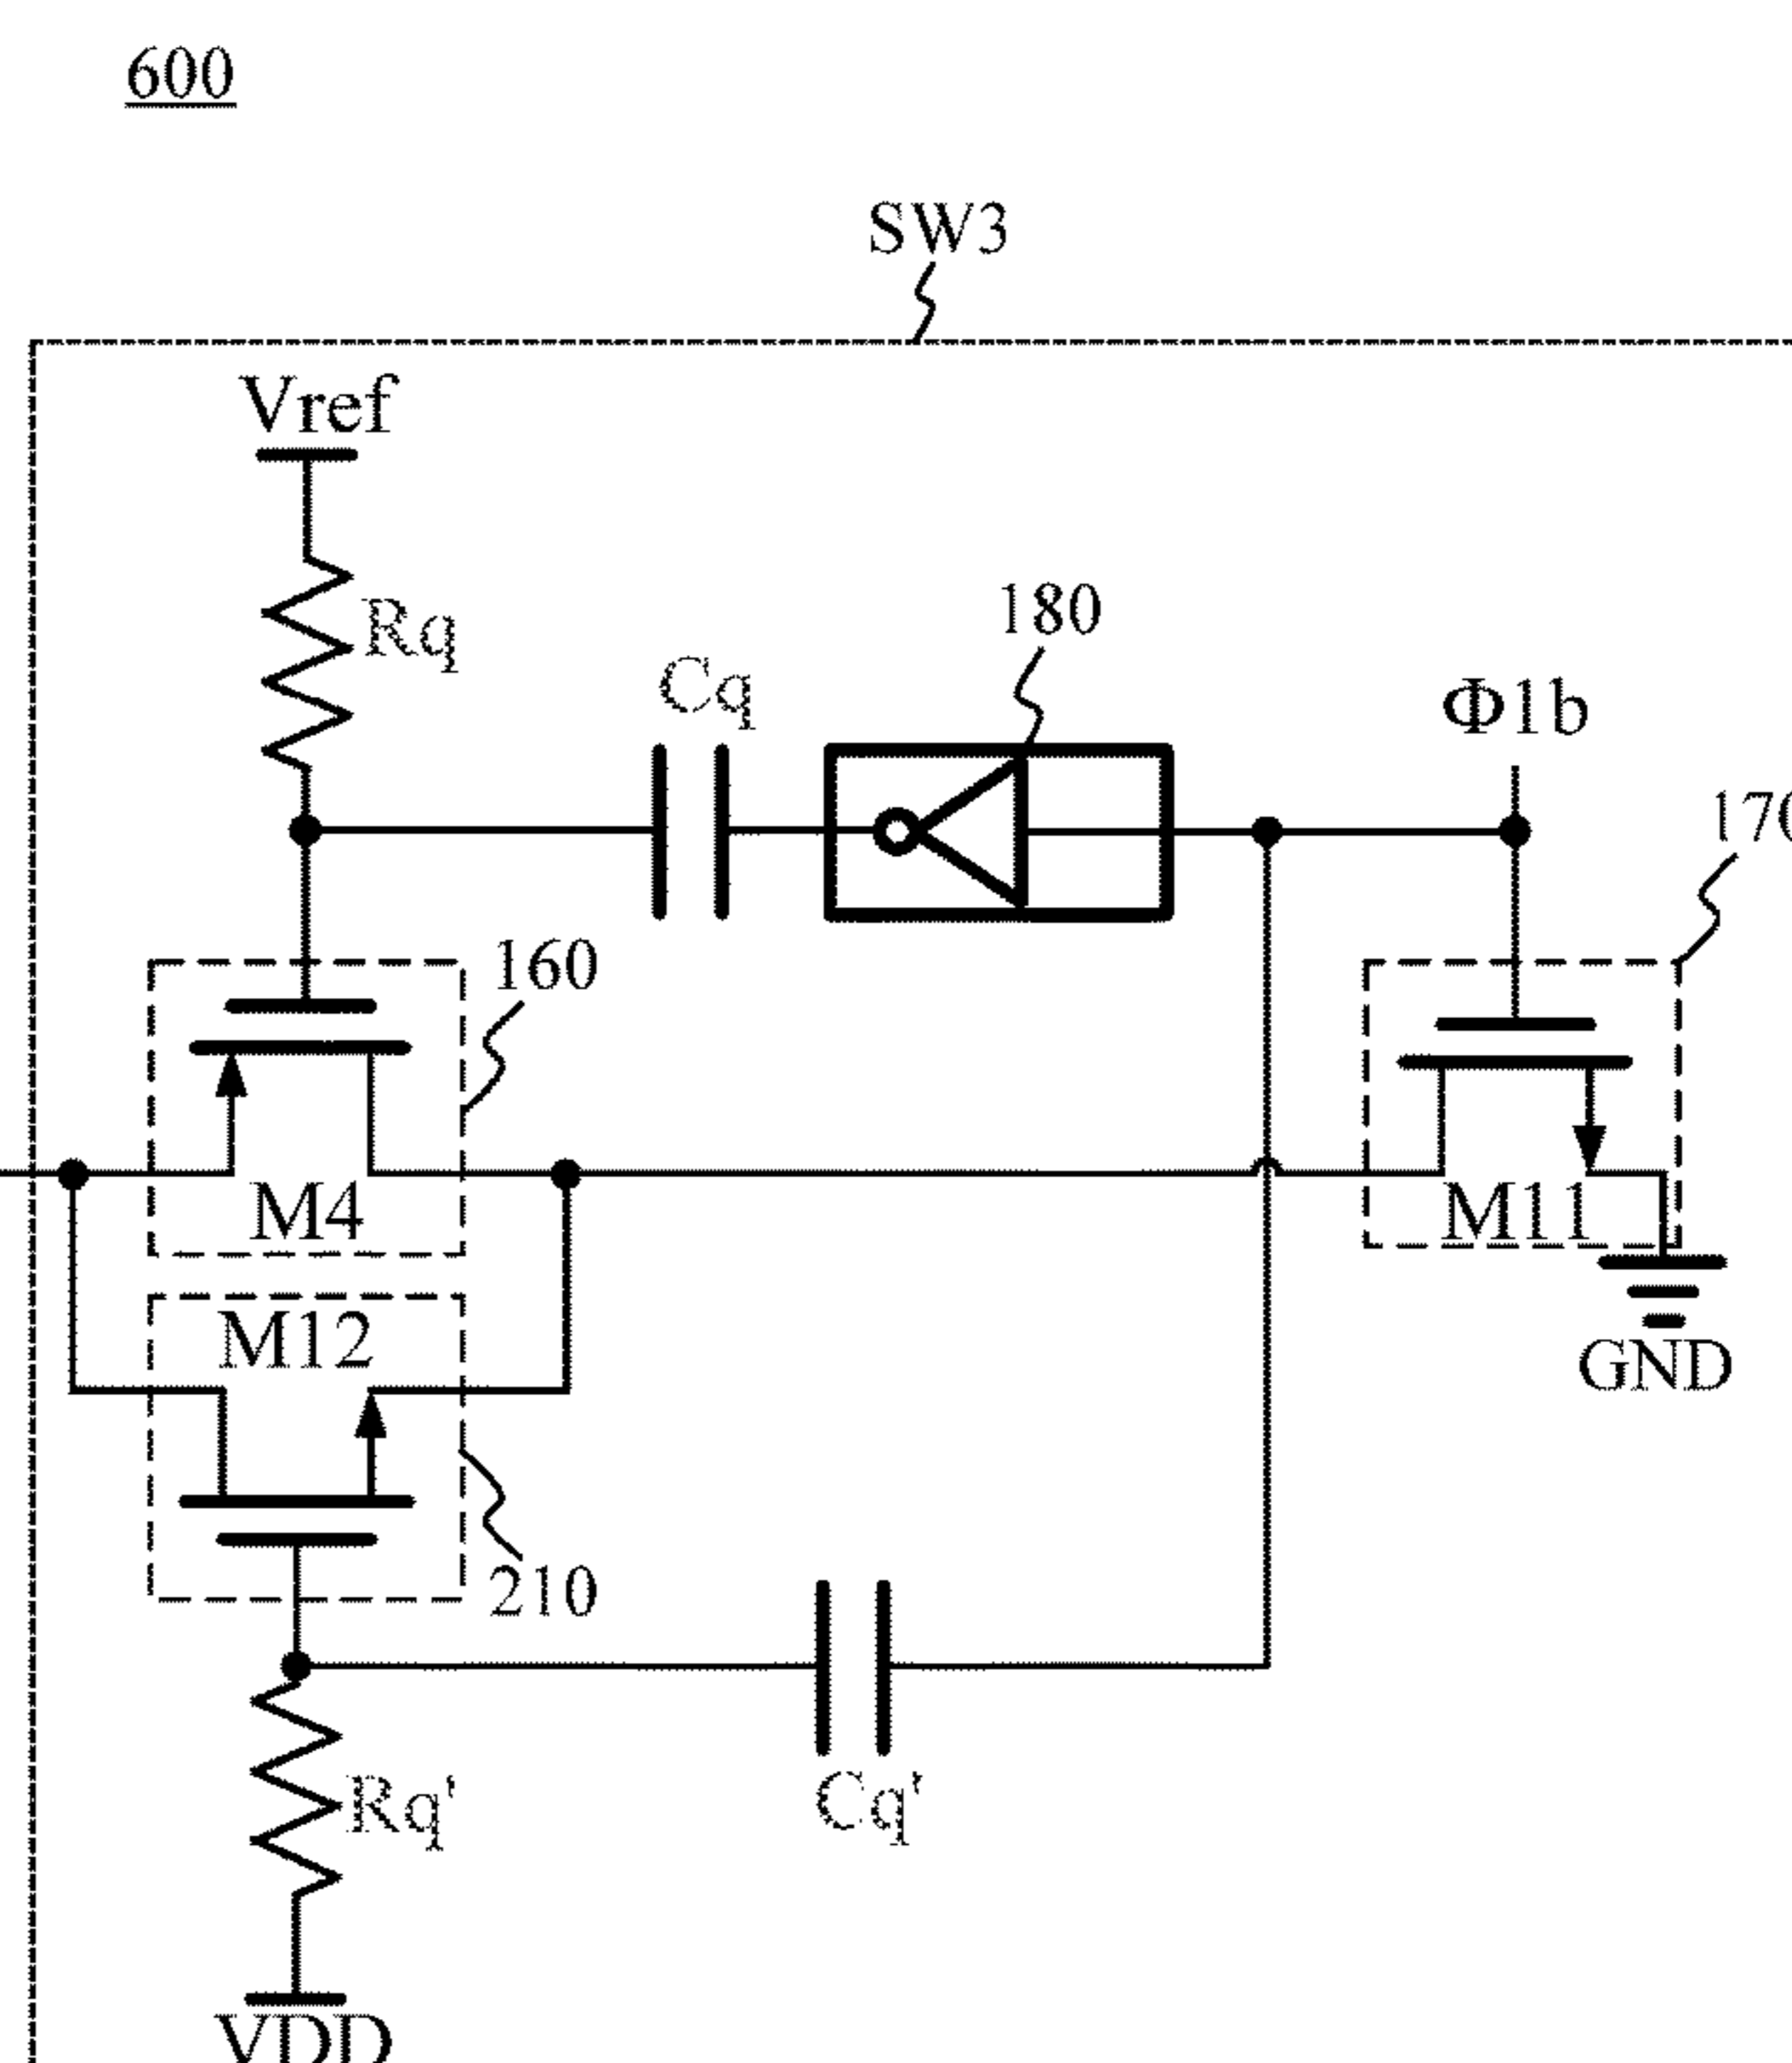 600
SW3
Vref
Rq
180
Cq
Φ1b
160
M4
M11
M12
GND
210
Rq'
Cq'
VDD